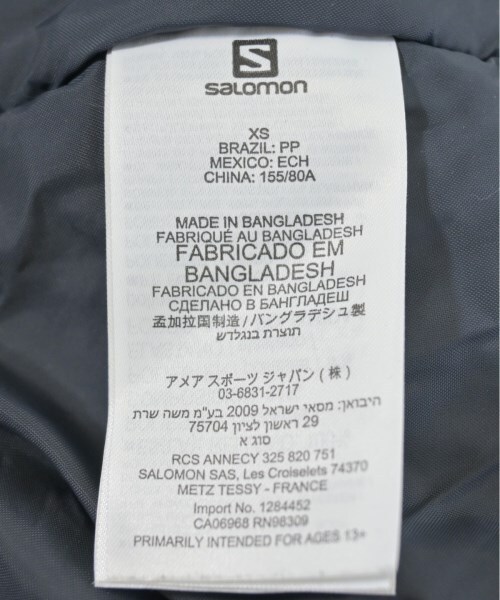 SALOMON
XS
BRAZIL: PP
MEXICO: ECH
CHINA: 155/80A
MADE IN BANGLADESH
FABRIQUÉ AU BANGLADESH
FABRICADO EM
BANGLADESH
FABRICADO EN BANGLADESH
СДЕЛАНО В БАНГЛАДЕШ
孟加拉国制造/バングラデシュ製
תוצרת בנגלדש
アメア スポーツ ジャパン (株)
03-6831-2717
היבואן: מסאי ישראל 2009 בע"מ משה שרת
29 ראשון לציון 75704
סוג א
RCS ANNECY 325 820 751
SALOMON SAS, Les Croiselets 74370
METZ TESSY - FRANCE
Import No. 1284452
CA06968 RN98309
PRIMARILY INTENDED FOR AGES 13+